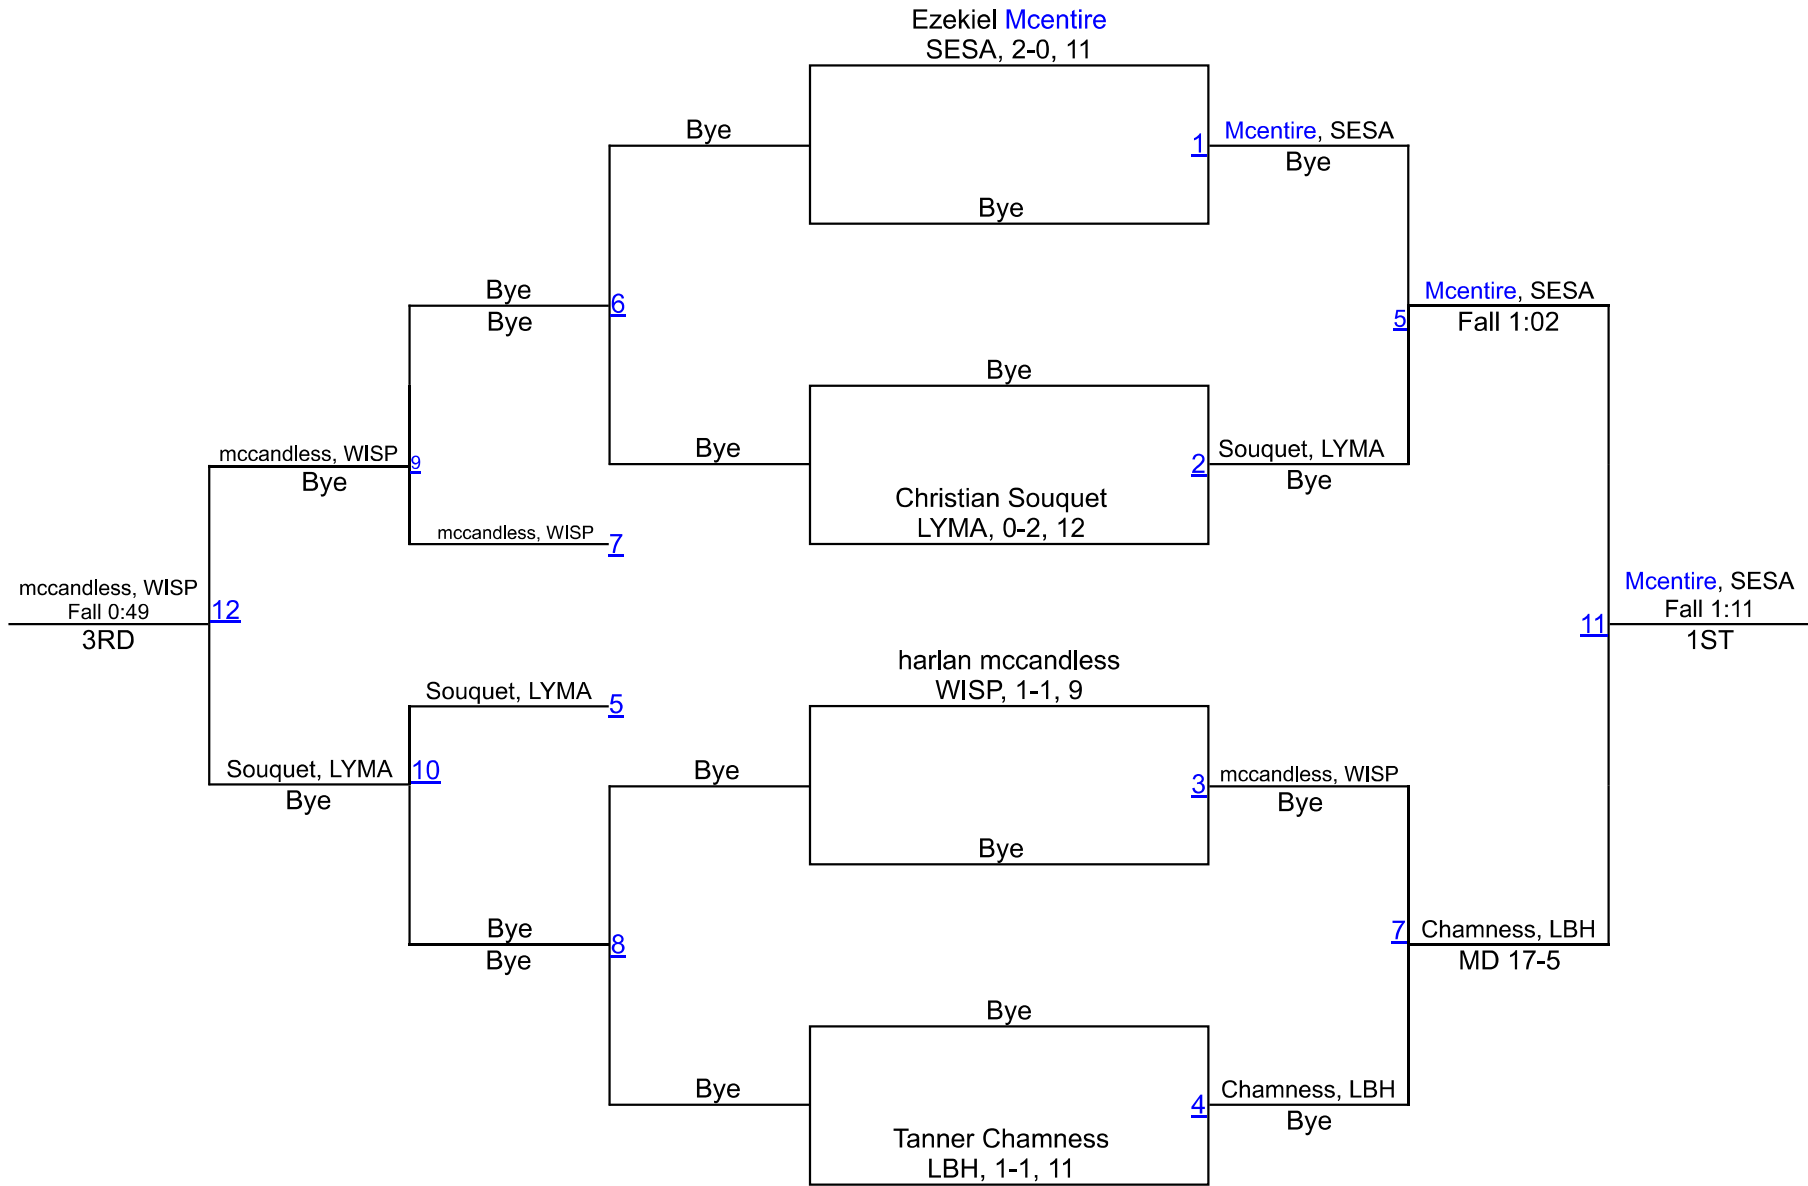 Ezekiel Mcentire
SESA, 2-0, 11
Bye
1
Mcentire, SESA
Bye
Bye
Bye
Bye
6
Mcentire, SESA
Fall 1:02
5
Bye
Bye
Souquet, LYMA
2
Bye
Christian Souquet
LYMA, 0-2, 12
mccandless, WISP
Bye
9
mccandless, WISP
7
mccandless, WISP
Fall 0:49
3RD
12
Mcentire, SESA
Fall 1:11
1ST
11
harlan mccandless
WISP, 1-1, 9
Souquet, LYMA
5
Souquet, LYMA
Bye
10
Bye
3
mccandless, WISP
Bye
Bye
Bye
Bye
8
7
Chamness, LBH
MD 17-5
Bye
Bye
4
Chamness, LBH
Bye
Tanner Chamness
LBH, 1-1, 11